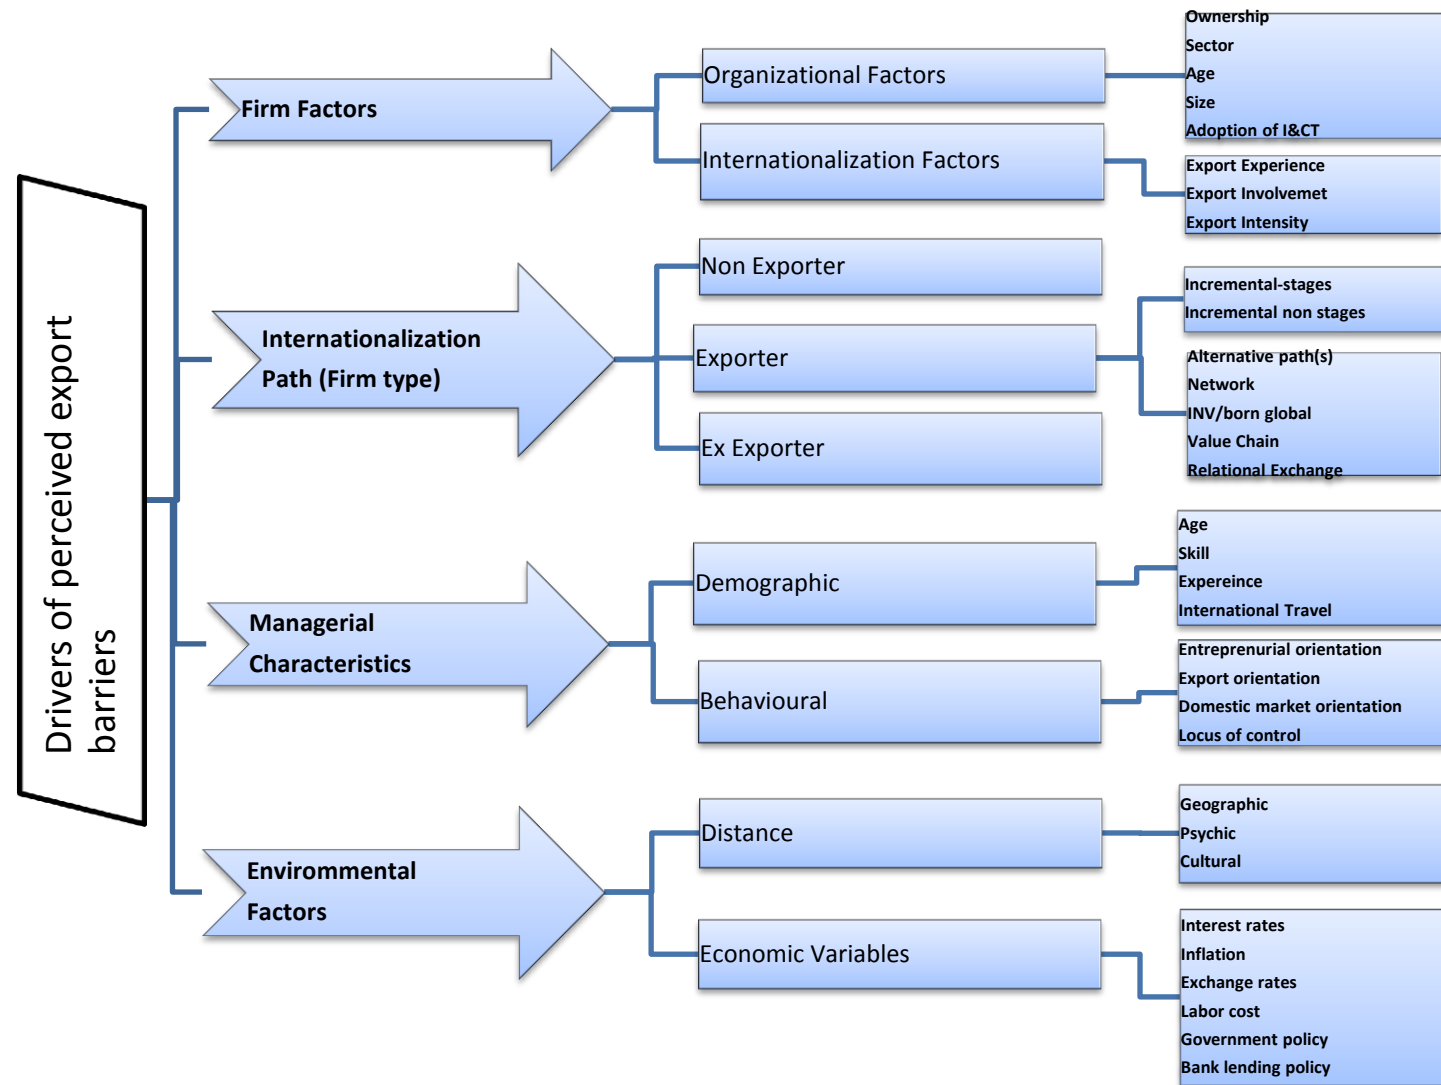 Drivers of perceived export
barriers
Firm Factors
Organizational Factors
Ownership
Sector
Age
Size
Adoption of I&CT
Internationalization Factors
Export Experience
Export Involvemet
Export Intensity
Internationalization
Path (Firm type)
Non Exporter
Exporter
Incremental-stages
Incremental non stages
Alternative path(s)
Network
INV/born global
Value Chain
Relational Exchange
Ex Exporter
Managerial
Characteristics
Demographic
Age
Skill
Expereince
International Travel
Behavioural
Entreprenurial orientation
Export orientation
Domestic market orientation
Locus of control
Envirommental
Factors
Distance
Geographic
Psychic
Cultural
Economic Variables
Interest rates
Inflation
Exchange rates
Labor cost
Government policy
Bank lending policy